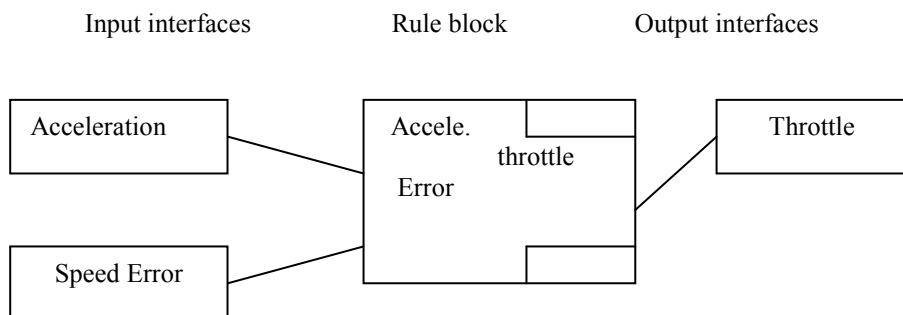 Input interfaces Rule block Output interfaces
Acceleration Accele. Throttle
throttle
Error
Speed Error